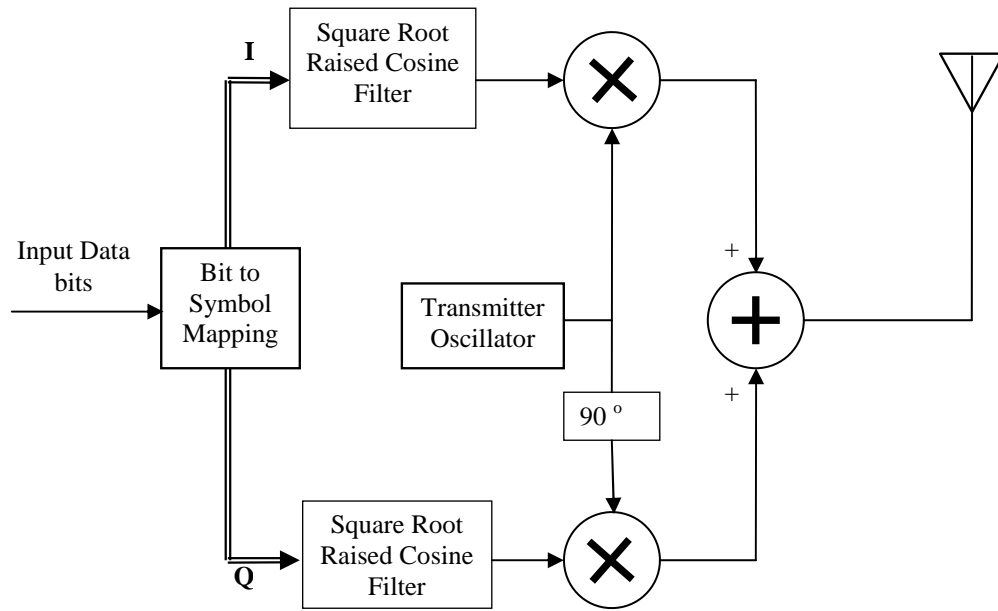 I
Square Root
Raised Cosine
Filter
Input Data
bits
Bit to
Symbol
Mapping
Transmitter
Oscillator
+
+
90 º
Q
Square Root
Raised Cosine
Filter